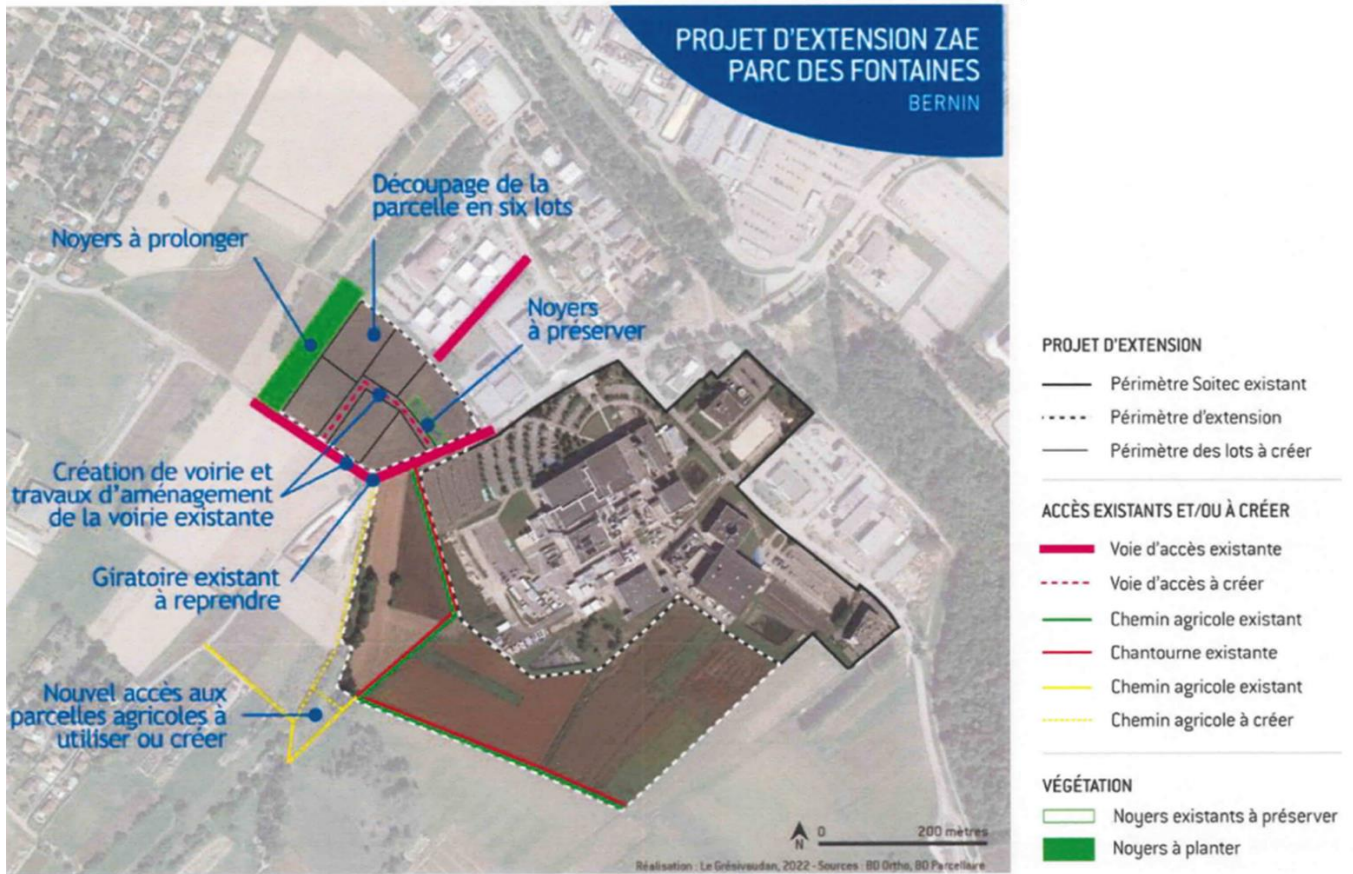 PROJET D'EXTENSION ZAE
PARC DES FONTAINES
BERNIN
Découpage de la
parcelle en six lots
Noyers à prolonger
Noyers
à préserver
Création de voirie et
travaux d'aménagement
de la voirie existante
Giratoire existant
à reprendre
Nouvel accès aux
parcelles agricoles à
utiliser ou créer
N
0 200 mètres
Réalisation : Le Grésivaudan, 2022 - Sources : BD Ortho, BD Parcellaire
PROJET D'EXTENSION
Périmètre Soitec existant
Périmètre d'extension
Périmètre des lots à créer
ACCÈS EXISTANTS ET/OU À CRÉER
Voie d'accès existante
Voie d'accès à créer
Chemin agricole existant
Chantourne existante
Chemin agricole existant
Chemin agricole à créer
VÉGÉTATION
Noyers existants à préserver
Noyers à planter